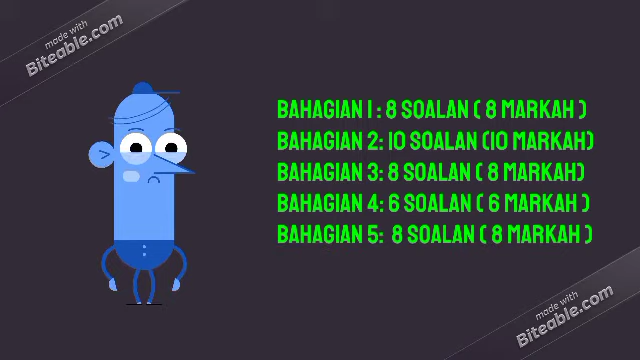 made with
Biteable.com
BAHAGIAN 1 : 8 SOALAN ( 8 MARKAH )
BAHAGIAN 2: 10 SOALAN (10 MARKAH)
BAHAGIAN 3: 8 SOALAN ( 8 MARKAH)
BAHAGIAN 4: 6 SOALAN ( 6 MARKAH )
BAHAGIAN 5:  8 SOALAN ( 8 MARKAH )
made with
Biteable.com